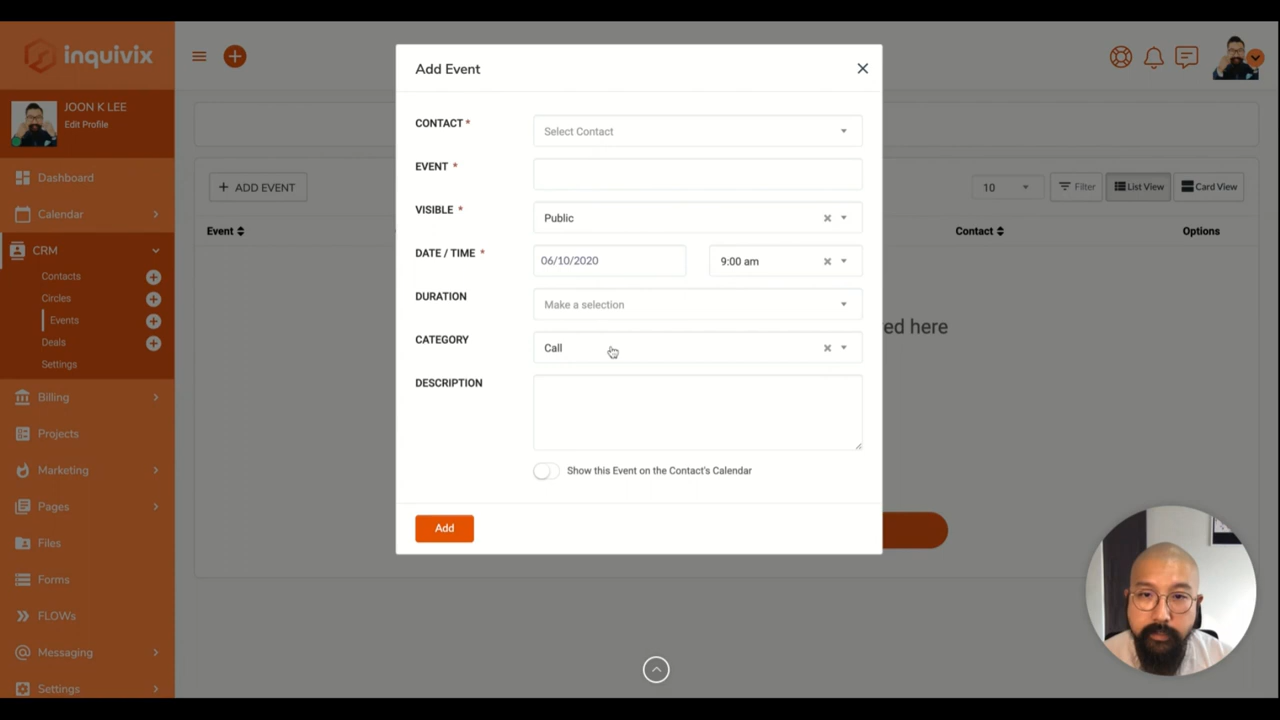 inquivix
JOON K LEE
Edit Profile
Dashboard
Calendar
CRM
Contacts
Circles
Events
Deals
Settings
Billing
Projects
Marketing
Pages
Files
Forms
FLOWs
Messaging
Settings
ADD EVENT
10
Filter
List View
Card View
Event
Contact
Options
ed here
Add Event
CONTACT *
Select Contact
EVENT *
VISIBLE *
Public
DATE / TIME *
06/10/2020
9:00 am
DURATION
Make a selection
CATEGORY
Call
DESCRIPTION
Show this Event on the Contact's Calendar
Add